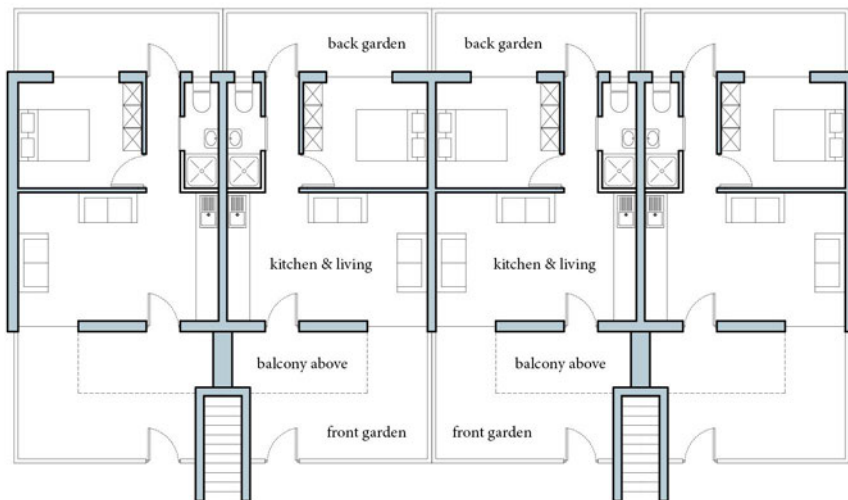 back garden
back garden
kitchen & living
kitchen & living
balcony above
balcony above
front garden
front garden